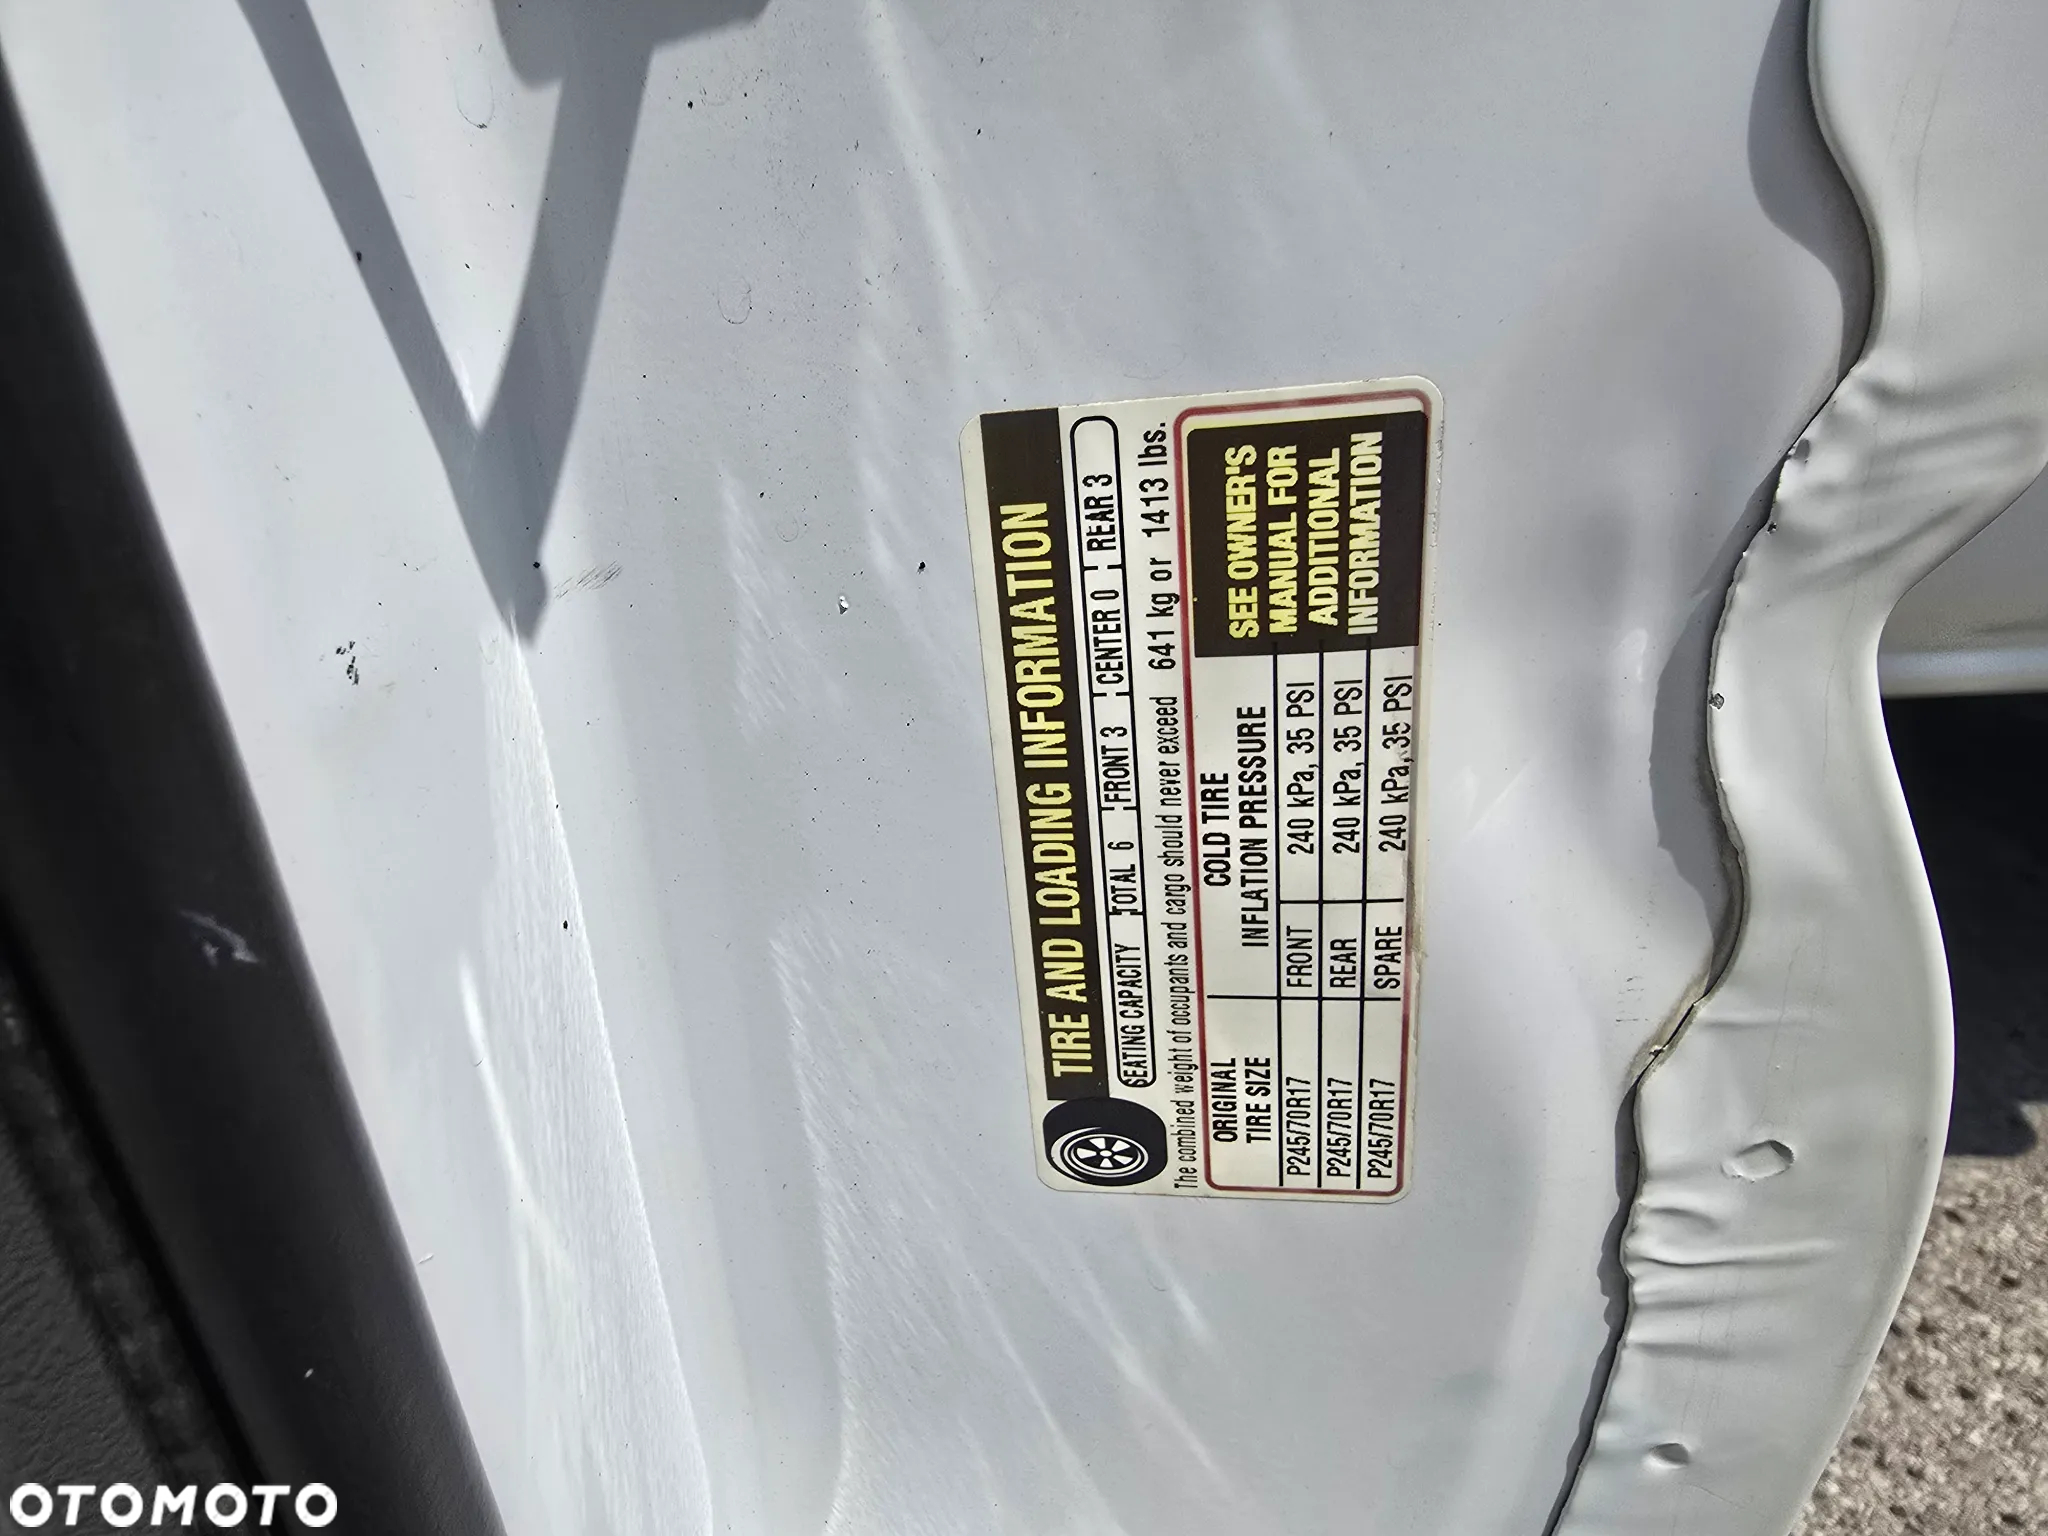 TIRE AND LOADING INFORMATION
SEATING CAPACITY TOTAL 6 FRONT 3 CENTER 0 REAR 3
The combined weight of occupants and cargo should never exceed 641 kg or 1413 lbs.
ORIGINAL TIRE SIZE
COLD TIRE INFLATION PRESSURE
P245/70R17 FRONT 240 kPa, 35 PSI
P245/70R17 REAR 240 kPa, 35 PSI
P245/70R17 SPARE 240 kPa, 35 PSI
SEE OWNER'S
MANUAL FOR
ADDITIONAL
INFORMATION
OTOMOTO